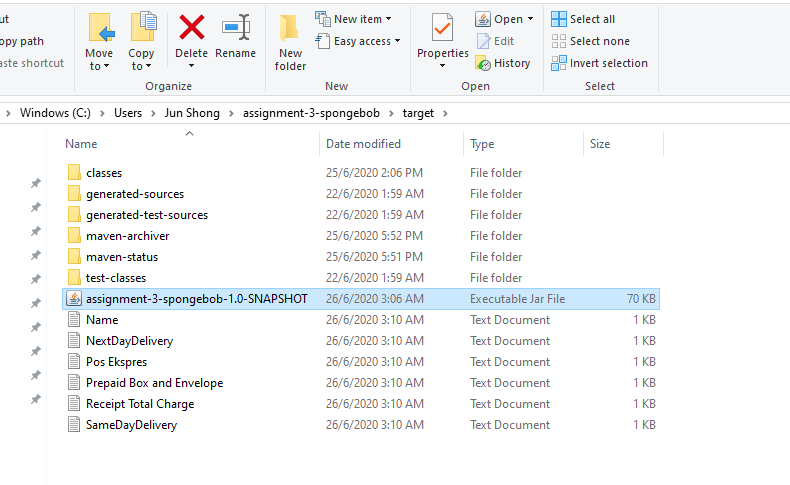 ut
opy path
aste shortcut
Move to
Copy to
Delete
Rename
Organize
New folder
New item
Easy access
New
Properties
Open
Edit
History
Open
Select all
Select none
Invert selection
Select
Windows (C:) > Users > Jun Shong > assignment-3-spongebob > target >
Name Date modified Type Size
classes 25/6/2020 2:06 PM File folder
generated-sources 22/6/2020 1:59 AM File folder
generated-test-sources 22/6/2020 1:59 AM File folder
maven-archiver 25/6/2020 5:52 PM File folder
maven-status 25/6/2020 5:51 PM File folder
test-classes 22/6/2020 1:59 AM File folder
assignment-3-spongebob-1.0-SNAPSHOT 26/6/2020 3:06 AM Executable Jar File 70 KB
Name 26/6/2020 3:10 AM Text Document 1 KB
NextDayDelivery 26/6/2020 3:10 AM Text Document 1 KB
Pos Ekspres 26/6/2020 3:10 AM Text Document 1 KB
Prepaid Box and Envelope 26/6/2020 3:10 AM Text Document 1 KB
Receipt Total Charge 26/6/2020 3:10 AM Text Document 1 KB
SameDayDelivery 26/6/2020 3:10 AM Text Document 1 KB